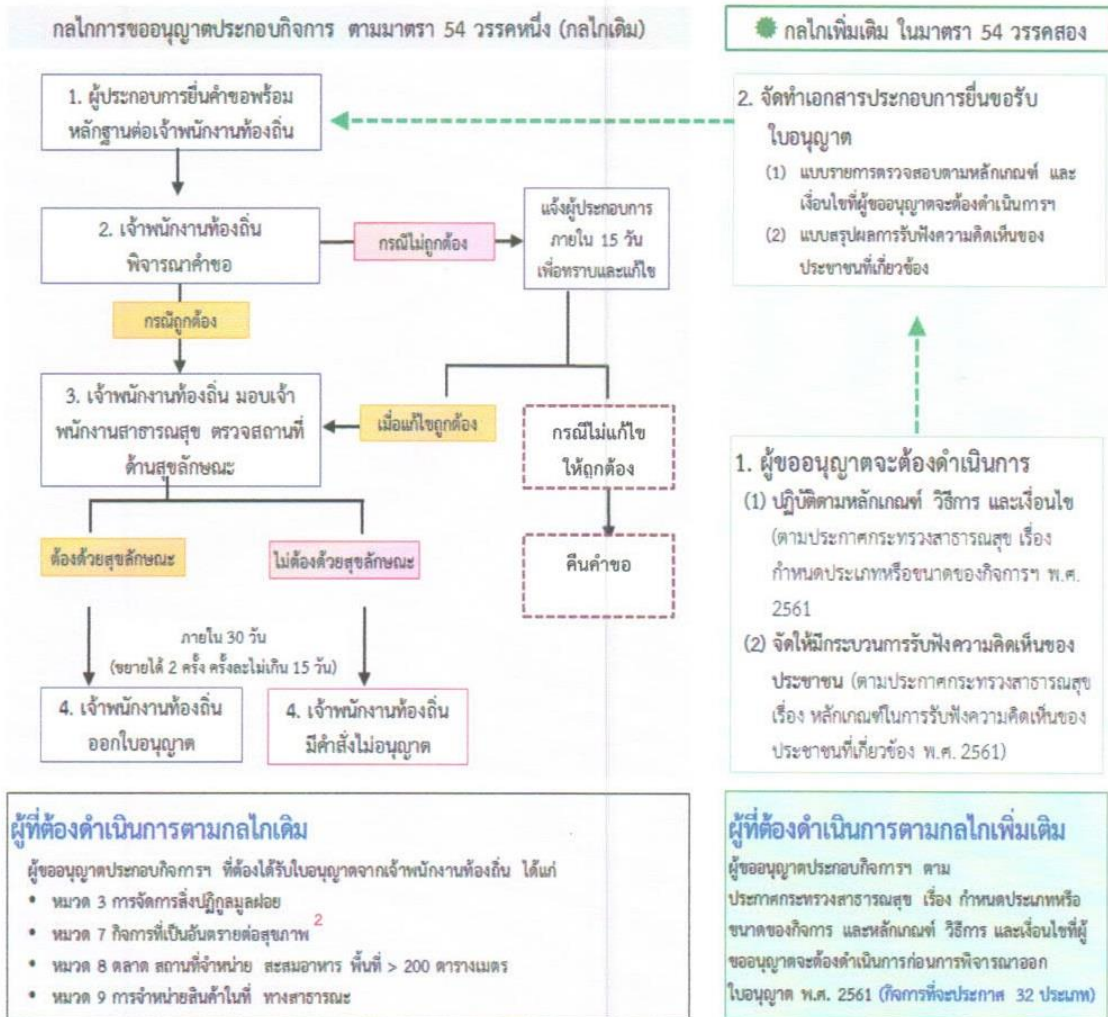 กลไกการขออนุญาตประกอบกิจการ ตามมาตรา 54 วรรคหนึ่ง (กลไกเดิม)
1. ผู้ประกอบการยื่นคำขอพร้อม
หลักฐานต่อเจ้าพนักงานท้องถิ่น
2. เจ้าพนักงานท้องถิ่น
พิจารณาคำขอ
กรณีไม่ถูกต้อง
แจ้งผู้ประกอบการ
ภายใน 15 วัน
เพื่อทราบและแก้ไข
กรณีถูกต้อง
3. เจ้าพนักงานท้องถิ่น มอบเจ้า
พนักงานสาธารณสุข ตรวจสถานที่
ด้านสุขลักษณะ
เมื่อแก้ไขถูกต้อง
กรณีไม่แก้ไข
ให้ถูกต้อง
คืนคำขอ
ต้องด้วยสุขลักษณะ
ไม่ต้องด้วยสุขลักษณะ
ภายใน 30 วัน
(ขยายได้ 2 ครั้ง ครั้งละไม่เกิน 15 วัน)
4. เจ้าพนักงานท้องถิ่น
ออกใบอนุญาต
4. เจ้าพนักงานท้องถิ่น
มีคำสั่งไม่อนุญาต
กลไกเพิ่มเติม ในมาตรา 54 วรรคสอง
2. จัดทำเอกสารประกอบการยื่นขอรับ
ใบอนุญาต
(1) แบบรายการตรวจสอบตามหลักเกณฑ์ และ
เงื่อนไขที่ผู้ขออนุญาตจะต้องดำเนินการฯ
(2) แบบสรุปผลการรับฟังความคิดเห็นของ
ประชาชนที่เกี่ยวข้อง
1. ผู้ขออนุญาตจะต้องดำเนินการ
(1) ปฏิบัติตามหลักเกณฑ์ วิธีการ และเงื่อนไข
(ตามประกาศกระทรวงสาธารณสุข เรื่อง
กำหนดประเภทหรือขนาดของกิจการฯ พ.ศ.
2561
(2) จัดให้มีกระบวนการรับฟังความคิดเห็นของ
ประชาชน (ตามประกาศกระทรวงสาธารณสุข
เรื่อง หลักเกณฑ์ในการรับฟังความคิดเห็นของ
ประชาชนที่เกี่ยวข้อง พ.ศ. 2561)
ผู้ที่ต้องดำเนินการตามกลไกเดิม
ผู้ขออนุญาตประกอบกิจการฯ ที่ต้องได้รับใบอนุญาตจากเจ้าพนักงานท้องถิ่น ได้แก่
• หมวด 3 การจัดการสิ่งปฏิกูลมูลฝอย
• หมวด 7 กิจการที่เป็นอันตรายต่อสุขภาพ 2
• หมวด 8 ตลาด สถานที่จำหน่าย สะสมอาหาร พื้นที่ > 200 ตารางเมตร
• หมวด 9 การจำหน่ายสินค้าในที่ ทางสาธารณะ
ผู้ที่ต้องดำเนินการตามกลไกเพิ่มเติม
ผู้ขออนุญาตประกอบกิจการฯ ตาม
ประกาศกระทรวงสาธารณสุข เรื่อง กำหนดประเภทหรือ
ขนาดของกิจการ และหลักเกณฑ์ วิธีการ และเงื่อนไขที่ผู้
ขออนุญาตจะต้องดำเนินการก่อนการพิจารณาออก
ใบอนุญาต พ.ศ. 2561 (กิจการที่จะประกาศ 32 ประเภท)